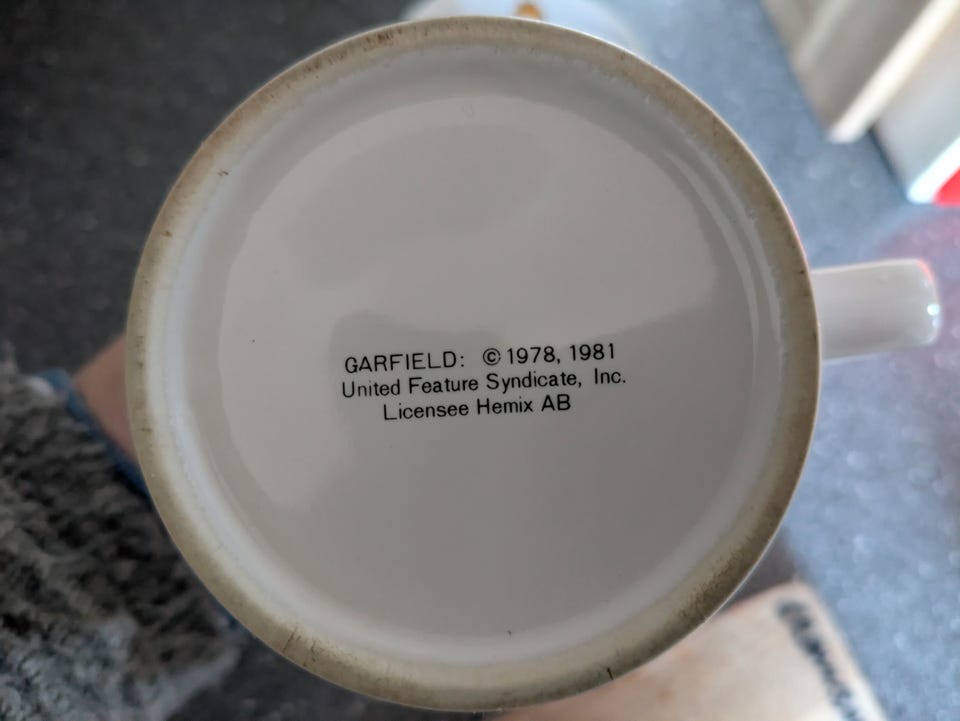 GARFIELD: © 1978, 1981
United Feature Syndicate, Inc.
Licensee Hemix AB